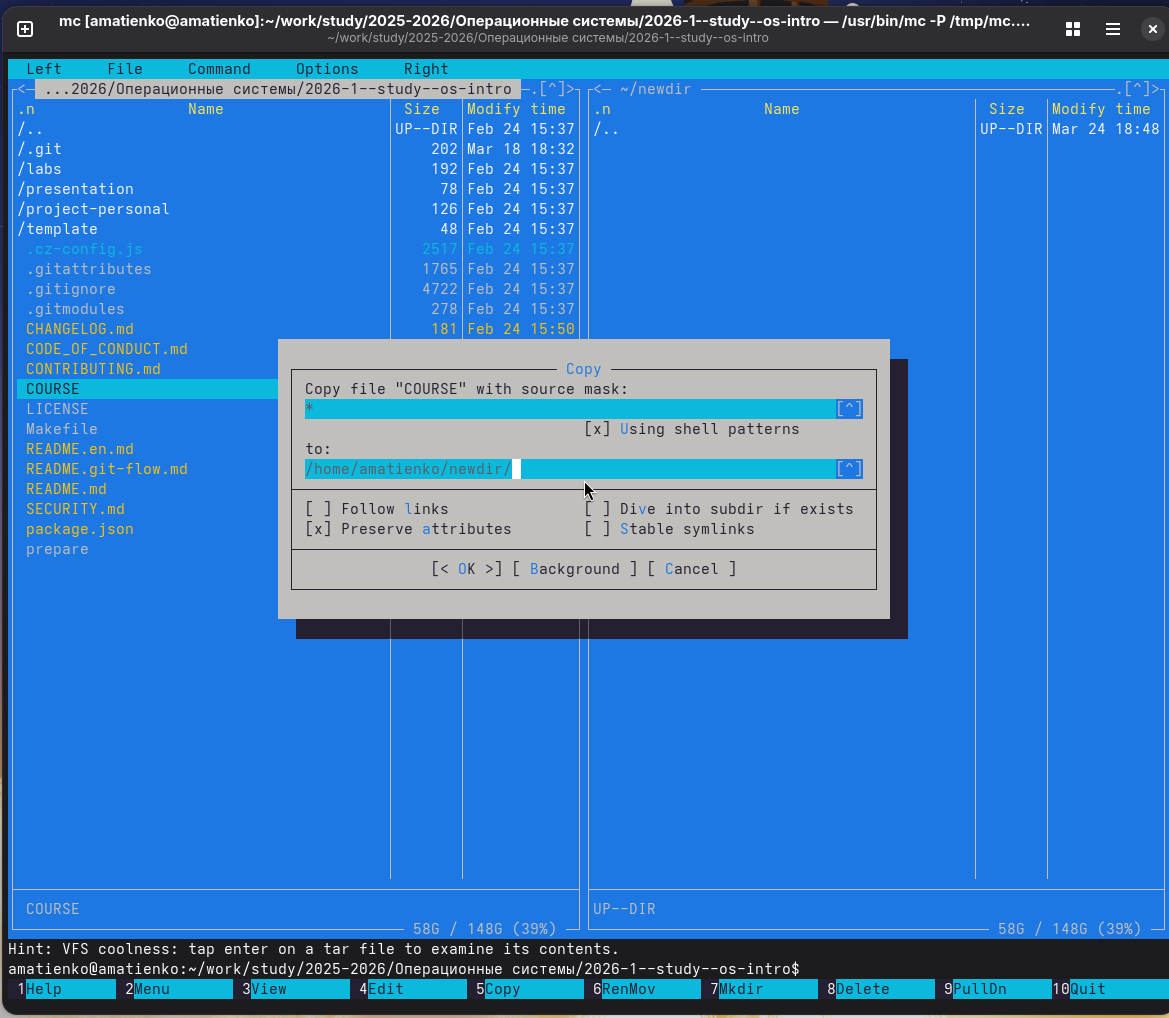 mc [amatienko@amatienko]:~/work/study/2025-2026/Операционные системы/2026-1--study--os-intro — /usr/bin/mc -P /tmp/mc....
~/work/study/2025-2026/Операционные системы/2026-1--study--os-intro
Left File Command Options Right
<— ...2026/Операционные системы/2026-1--study--os-intro —.[^]> <— ~/newdir .[^]>
.n Name Size Modify time .n Name Size Modify time
/.. UP--DIR Feb 24 15:37 /.. UP--DIR Mar 24 18:48
/.git 202 Mar 18 18:32
/labs 192 Feb 24 15:37
/presentation 78 Feb 24 15:37
/project-personal 126 Feb 24 15:37
/template 48 Feb 24 15:37
.cz-config.js 2517 Feb 24 15:37
.gitattributes 1765 Feb 24 15:37
.gitignore 4722 Feb 24 15:37
.gitmodules 278 Feb 24 15:37
CHANGELOG.md 181 Feb 24 15:50
CODE_OF_CONDUCT.md
CONTRIBUTING.md
COURSE
LICENSE
Makefile
README.en.md
README.git-flow.md
README.md
SECURITY.md
package.json
prepare
Copy
Copy file "COURSE" with source mask:
* [^]
[x] Using shell patterns
to:
/home/amatienko/newdir/ [^]
[ ] Follow links [ ] Dive into subdir if exists
[x] Preserve attributes [ ] Stable symlinks
[< OK >] [ Background ] [ Cancel ]
COURSE UP--DIR
58G / 148G (39%) 58G / 148G (39%)
Hint: VFS coolness: tap enter on a tar file to examine its contents.
amatienko@amatienko:~/work/study/2025-2026/Операционные системы/2026-1--study--os-intro$
1Help 2Menu 3View 4Edit 5Copy 6RenMov 7Mkdir 8Delete 9PullDn 10Quit